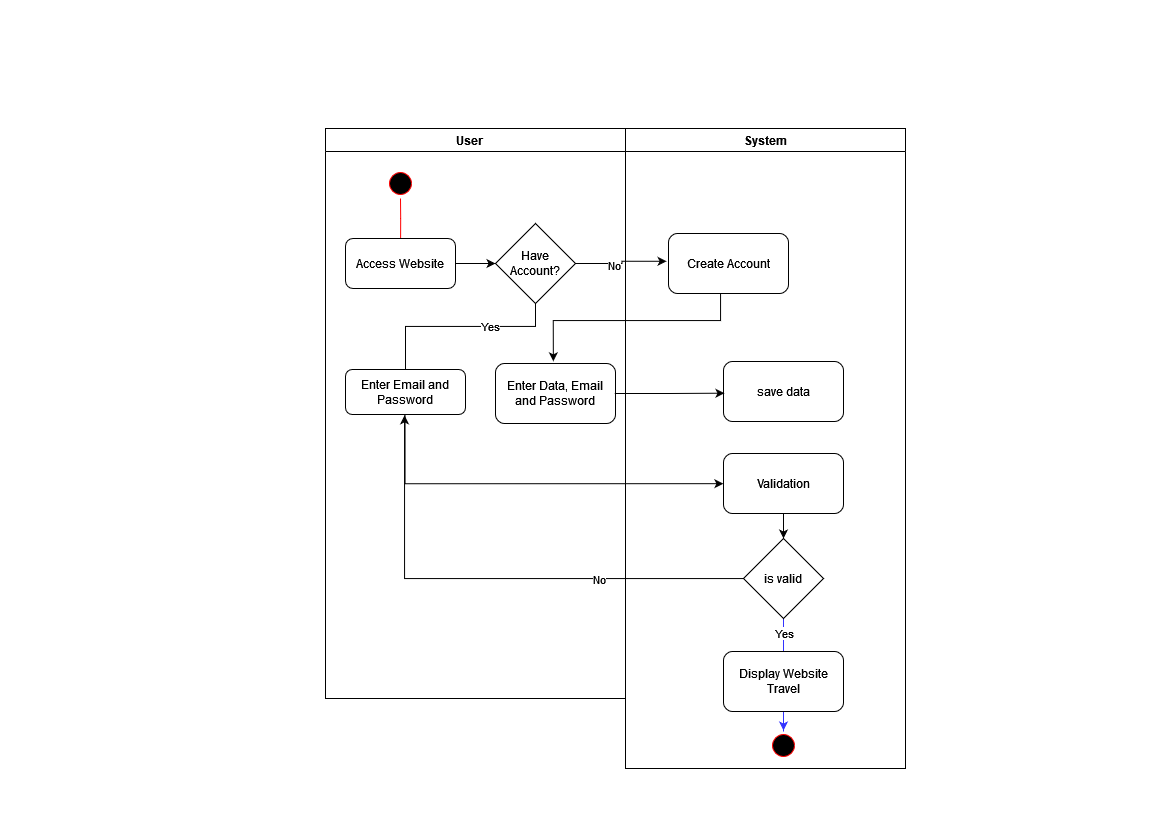 User
System
Access Website
Have
Account?
No
Create Account
Yes
Enter Email and
Password
Enter Data, Email
and Password
save data
Validation
is valid
No
Yes
Display Website
Travel